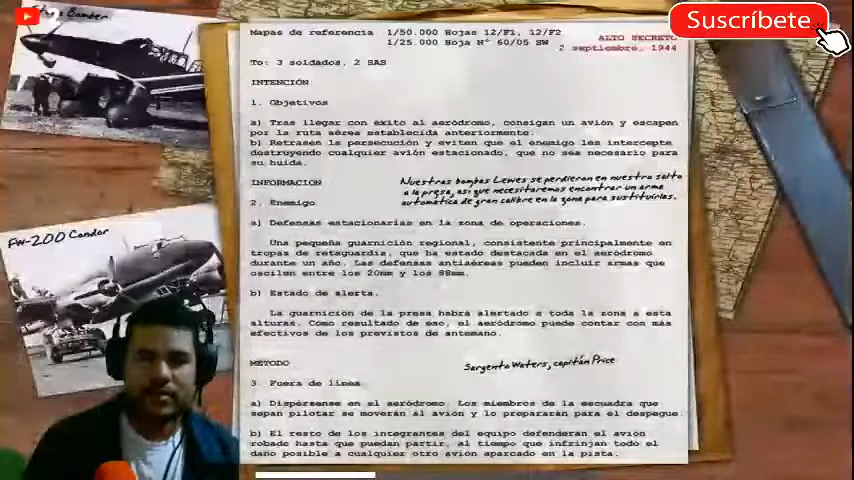 Suscríbete
Stuka Bomber
Mapas de referencia 1/50.000 Hojas 12/F1, 12/F2
1/25.000 Hoja N° 60/05 SW
ALTO SECRETO
2 septiembre, 1944
To: 3 soldados, 2 SAS
INTENCIÓN
1. Objetivos
a) Tras llegar con éxito al aeródromo, consigan un avión y escapen
por la ruta aérea establecida anteriormente.
b) Retrasen la persecución y eviten que el enemigo les intercepte
destruyendo cualquier avión estacionado, que no sea necesario para
su huida.
INFORMACION
Nuestras bombas Lewes se perdieron en nuestro salto
a la presa, así que necesitaremos encontrar un arma
automática de gran calibre en la zona para sustituirlas.
2. Enemigo
a) Defensas estacionarias en la zona de operaciones.
Una pequeña guarnición regional, consistente principalmente en
tropas de retaguardia, que ha estado destacada en el aeródromo
durante un año. Las defensas antiaéreas pueden incluir armas que
oscilen entre los 20mm y los 88mm.
b) Estado de alerta.
La guarnición de la presa habrá alertado a toda la zona a esta
alturas. Como resultado de eso, el aeródromo puede contar con más
efectivos de los previstos de antemano.
METODO
Sargento Waters, capitán Price
3. Fuera de línea
a) Dispérsense en el aeródromo. Los miembros de la escuadra que
sepan pilotar se moverán al avión y lo prepararán para el despegue.
b) El resto de los integrantes del equipo defenderán el avión
robado hasta que puedan partir, al tiempo que infrinjan todo el
daño posible a cualquier otro avión aparcado en la pista.
FW-200 Condor